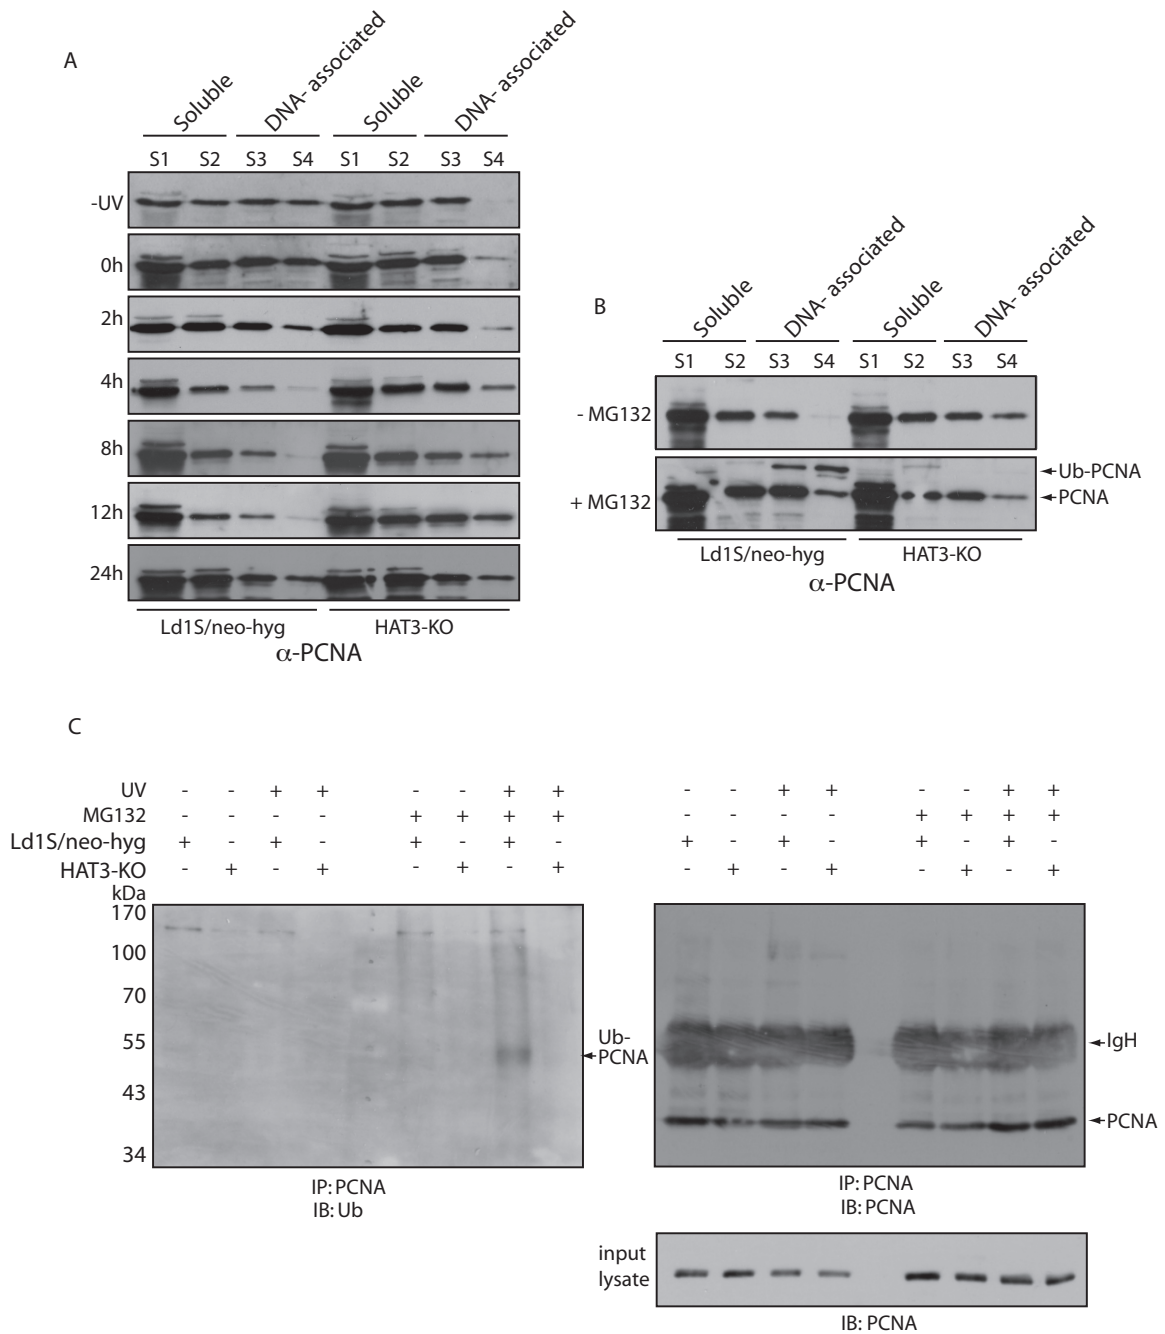 A
Soluble DNA- associated Soluble DNA- associated
S1 S2 S3 S4 S1 S2 S3 S4
-UV
0h
2h
4h
8h
12h
24h
Ld1S/neo-hyg HAT3-KO
α-PCNA
B
Soluble DNA- associated Soluble DNA- associated
S1 S2 S3 S4 S1 S2 S3 S4
- MG132
+ MG132
Ub-PCNA
PCNA
Ld1S/neo-hyg HAT3-KO
α-PCNA
C
UV - - + + - - + + - - + + - - + +
MG132 - - - - + + + + - - - - + + + +
Ld1S/neo-hyg + - + - + - + - + - + - + - + -
HAT3-KO - + - + - + - + - + - + - + - +
kDa
170
100
70
55
43
34
Ub-
PCNA
IgH
PCNA
IP: PCNA
IB: Ub
IP: PCNA
IB: PCNA
input
lysate
IB: PCNA